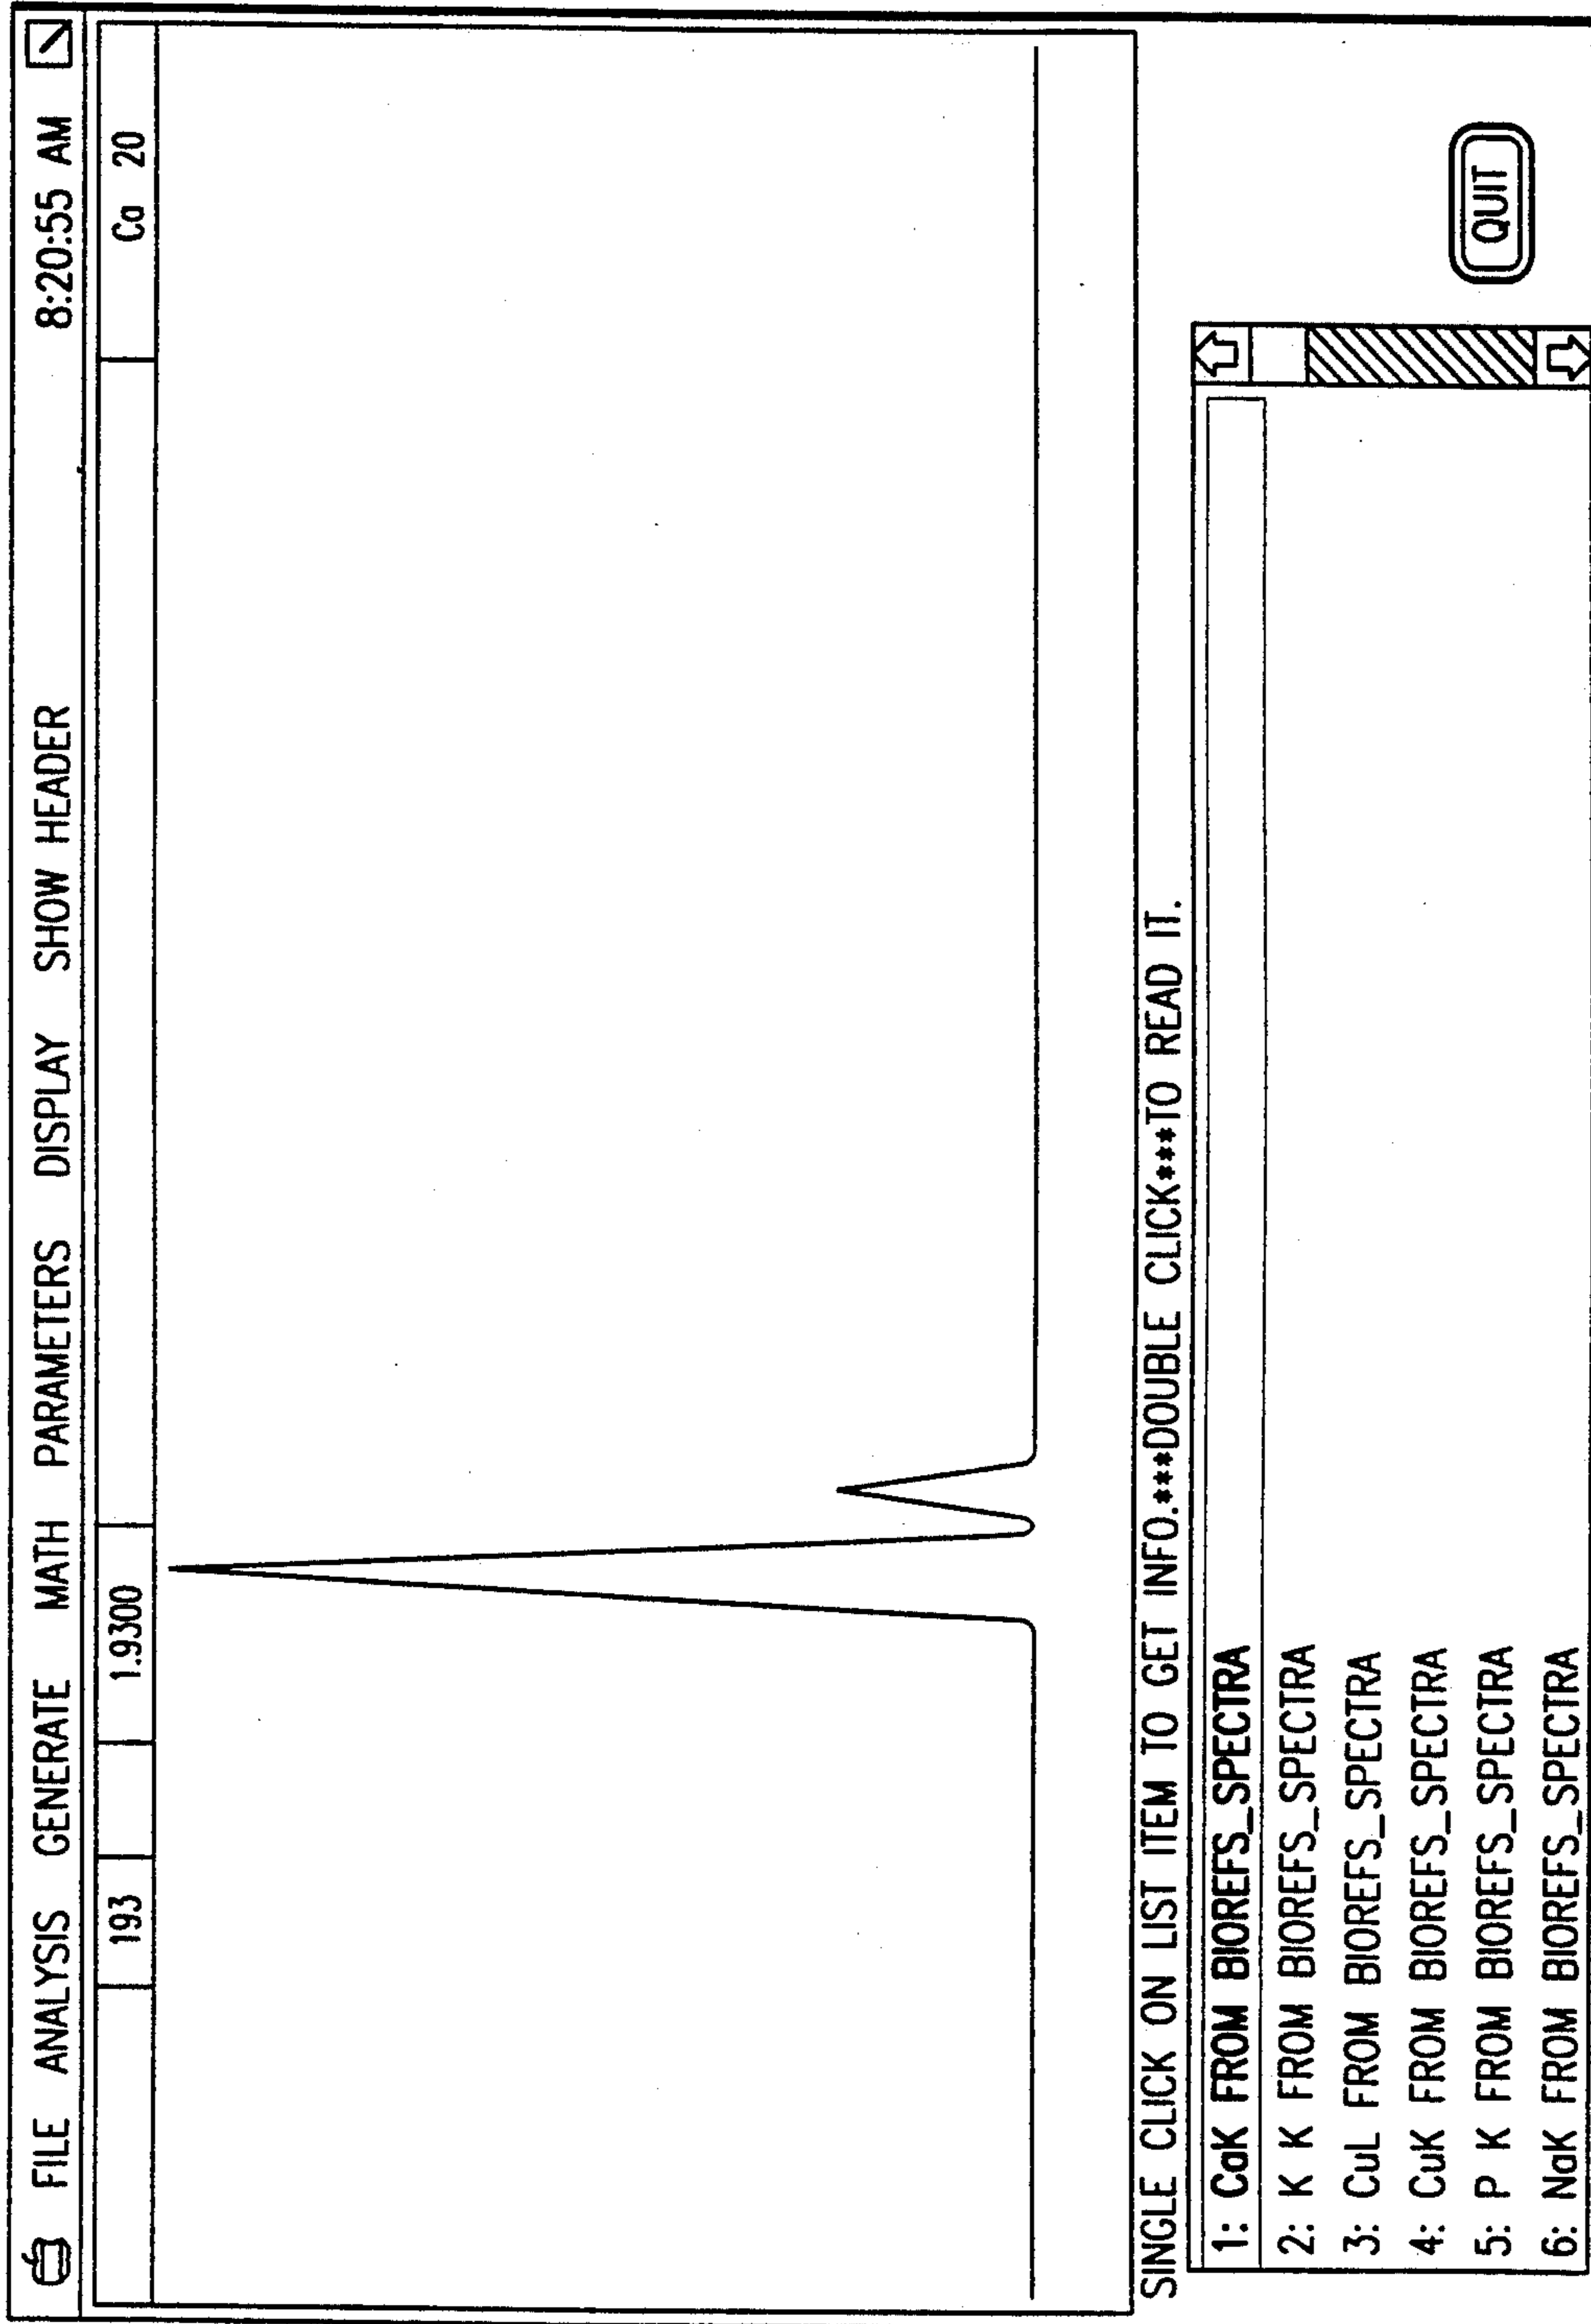 FILE ANALYSIS GENERATE MATH PARAMETERS DISPLAY SHOW HEADER 8:20:55 AM
193 1.9300 Ca 20
SINGLE CLICK ON LIST ITEM TO GET INFO.***DOUBLE CLICK***TO READ IT.
1: CaK FROM BIOREFS_SPECTRA
2: K K FROM BIOREFS_SPECTRA
3: CuL FROM BIOREFS_SPECTRA
4: CuK FROM BIOREFS_SPECTRA
5: P K FROM BIOREFS_SPECTRA
6: NaK FROM BIOREFS_SPECTRA
QUIT